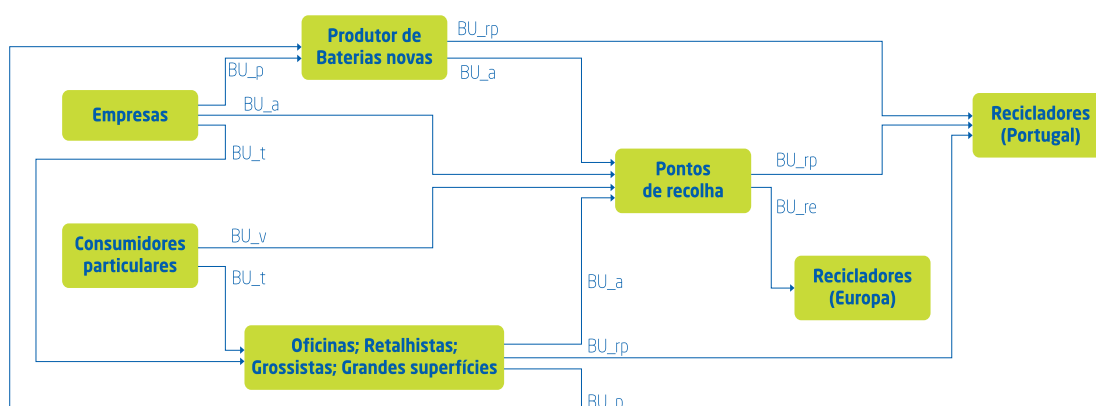 Produtor de
Baterias novas
BU_rp
BU_a
BU_p
Empresas
BU_a
BU_t
Recicladores
(Portugal)
Pontos
de recolha
BU_rp
BU_re
Consumidores
particulares
BU_v
BU_t
Recicladores
(Europa)
BU_a
Oficinas; Retalhistas;
Grossistas; Grandes superfícies
BU_rp
BU_p